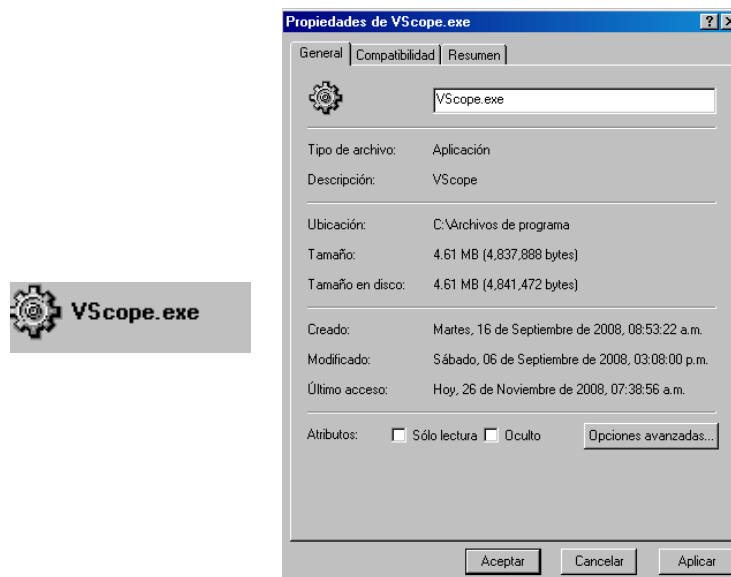 VScope.exe
Propiedades de VScope.exe
General Compatibilidad Resumen
VScope.exe
Tipo de archivo: Aplicación
Descripción: VScope
Ubicación: C:\Archivos de programa
Tamaño: 4.61 MB (4,837,888 bytes)
Tamaño en disco: 4.61 MB (4,841,472 bytes)
Creado: Martes, 16 de Septiembre de 2008, 08:53:22 a.m.
Modificado: Sábado, 06 de Septiembre de 2008, 03:08:00 p.m.
Último acceso: Hoy, 26 de Noviembre de 2008, 07:38:56 a.m.
Atributos: Sólo lectura Oculto Opciones avanzadas...
Aceptar Cancelar Aplicar